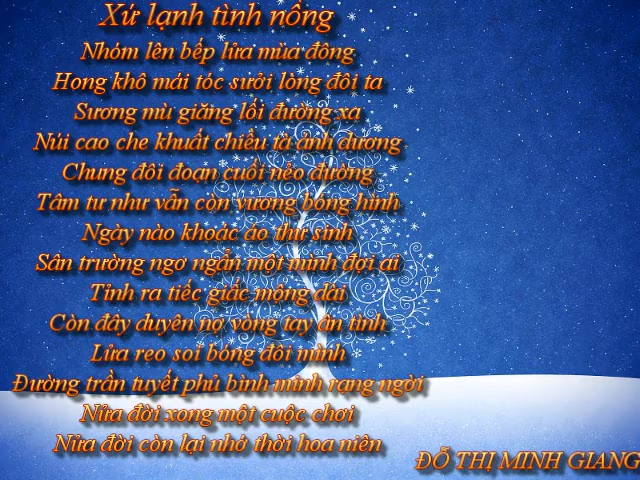 Xứ lạnh tình nồng
Nhóm lên bếp lửa mùa đông
Hong khô mái tóc sưởi lòng đôi ta
Sương mù giăng lối đường xa
Núi cao che khuất chiều tà ánh dương
Chung đôi đoạn cuối nẻo đường
Tâm tư như vẫn còn vương bóng hình
Ngày nào khoác áo thư sinh
Sân trường ngơ ngẩn một mình đợi ai
Tỉnh ra tiếc giấc mộng dài
Còn đây duyên nợ vòng tay ân tình
Lửa reo soi bóng đôi mình
Đường trần tuyết phủ bình minh rạng ngời
Nửa đời xong một cuộc chơi
Nửa đời còn lại nhớ thời hoa niên
ĐỖ THỊ MINH GIANG